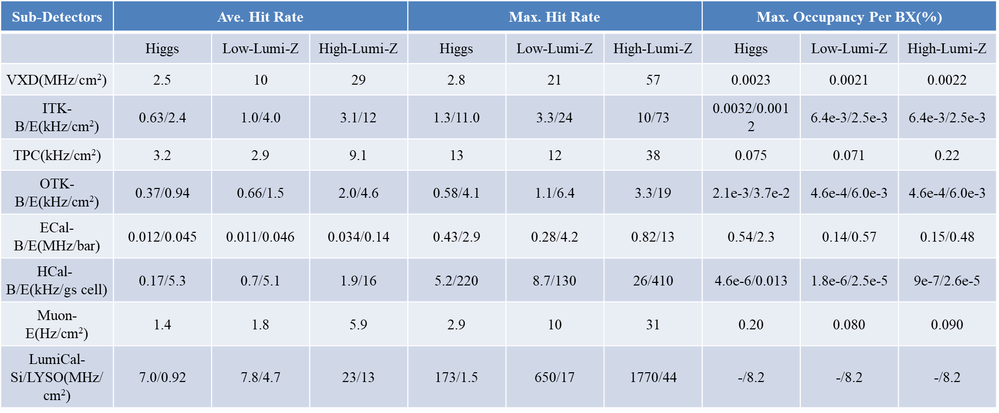 Sub-Detectors Ave. Hit Rate Max. Hit Rate Max. Occupancy Per BX(%)
Higgs Low-Lumi-Z High-Lumi-Z Higgs Low-Lumi-Z High-Lumi-Z Higgs Low-Lumi-Z High-Lumi-Z
VXD(MHz/cm²) 2.5 10 29 2.8 21 57 0.0023 0.0021 0.0022
ITK-
B/E(kHz/cm²) 0.63/2.4 1.0/4.0 3.1/12 1.3/11.0 3.3/24 10/73 0.0032/0.001
2 6.4e-3/2.5e-3 6.4e-3/2.5e-3
TPC(kHz/cm²) 3.2 2.9 9.1 13 12 38 0.075 0.071 0.22
OTK-
B/E(kHz/cm²) 0.37/0.94 0.66/1.5 2.0/4.6 0.58/4.1 1.1/6.4 3.3/19 2.1e-3/3.7e-2 4.6e-4/6.0e-3 4.6e-4/6.0e-3
ECal-
B/E(MHz/bar) 0.012/0.045 0.011/0.046 0.034/0.14 0.43/2.9 0.28/4.2 0.82/13 0.54/2.3 0.14/0.57 0.15/0.48
HCal-
B/E(kHz/gs cell) 0.17/5.3 0.7/5.1 1.9/16 5.2/220 8.7/130 26/410 4.6e-6/0.013 1.8e-6/2.5e-5 9e-7/2.6e-5
Muon-
E(Hz/cm²) 1.4 1.8 5.9 2.9 10 31 0.20 0.080 0.090
LumiCal-
Si/LYSO(MHz/
cm²) 7.0/0.92 7.8/4.7 23/13 173/1.5 650/17 1770/44 -/8.2 -/8.2 -/8.2